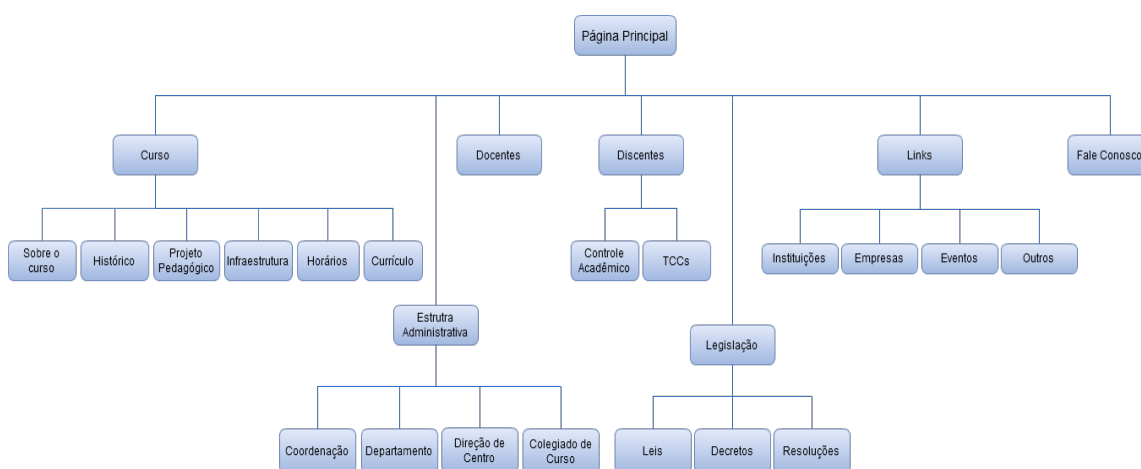 Página Principal
Curso
Docentes
Discentes
Links
Fale Conosco
Sobre o
curso
Histórico
Projeto
Pedagógico
Infraestrutura
Horários
Currículo
Controle
Acadêmico
TCCs
Instituições
Empresas
Eventos
Outros
Estrutra
Administrativa
Legislação
Coordenação
Departamento
Direção de
Centro
Colegiado de
Curso
Leis
Decretos
Resoluções